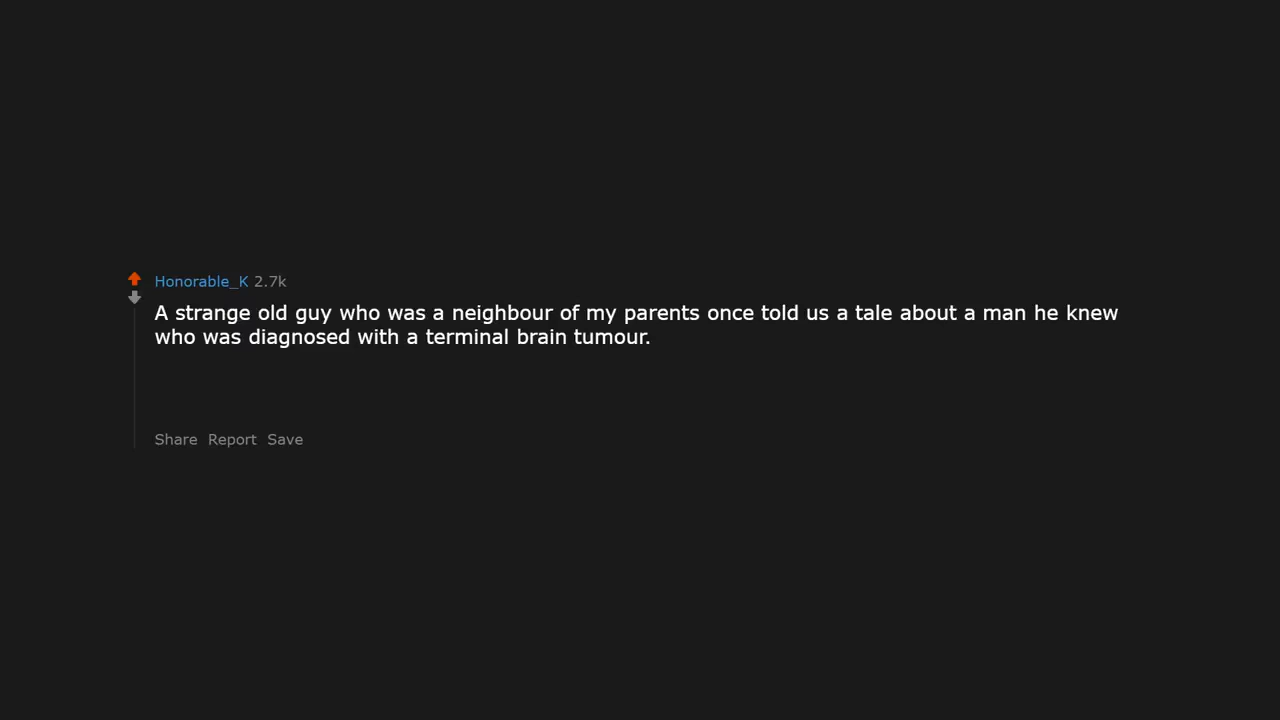 Honorable_K 2.7k
A strange old guy who was a neighbour of my parents once told us a tale about a man he knew
who was diagnosed with a terminal brain tumour.
Share Report Save